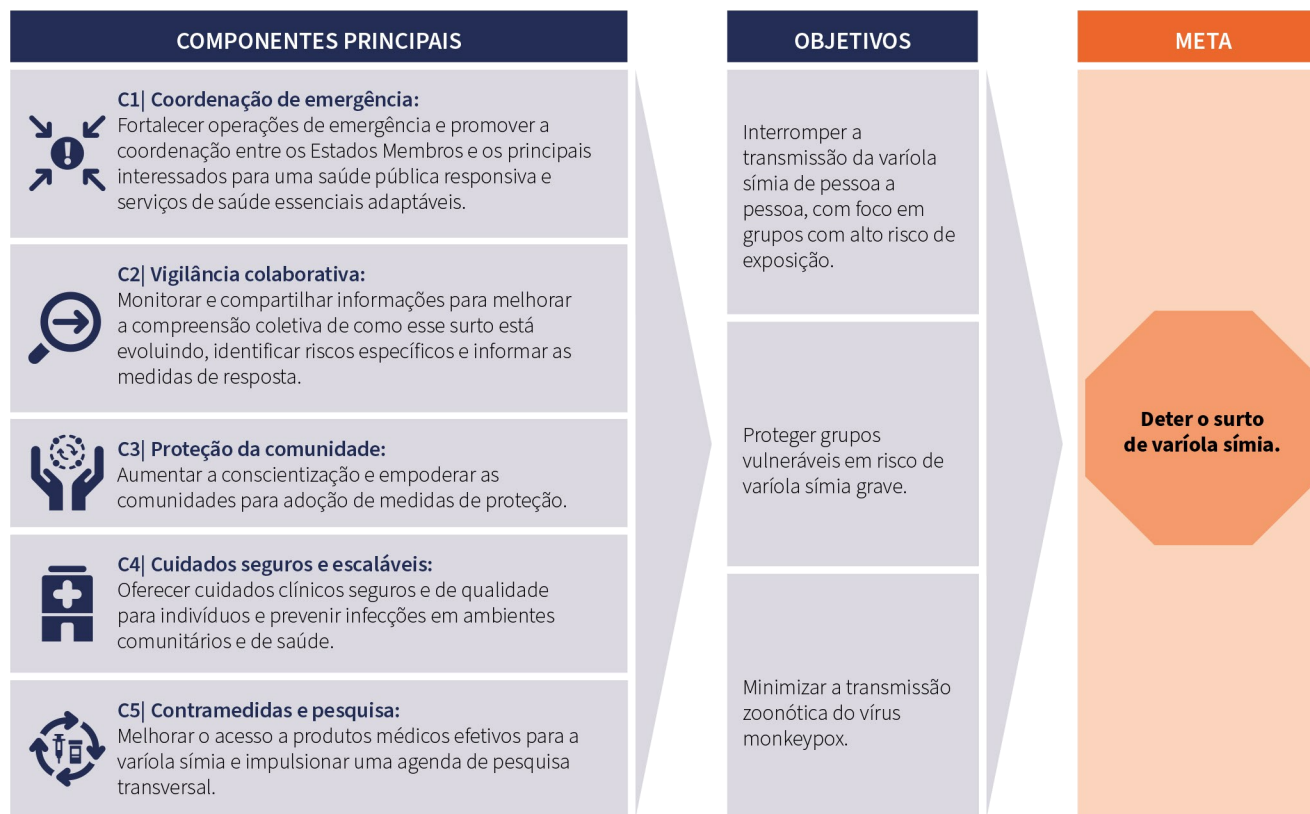 COMPONENTES PRINCIPAIS
C1| Coordenação de emergência:
Fortalecer operações de emergência e promover a
coordenação entre os Estados Membros e os principais
interessados para uma saúde pública responsiva e
serviços de saúde essenciais adaptáveis.
C2| Vigilância colaborativa:
Monitorar e compartilhar informações para melhorar
a compreensão coletiva de como esse surto está
evoluindo, identificar riscos específicos e informar as
medidas de resposta.
C3| Proteção da comunidade:
Aumentar a conscientização e empoderar as
comunidades para adoção de medidas de proteção.
C4| Cuidados seguros e escaláveis:
Oferecer cuidados clínicos seguros e de qualidade
para indivíduos e prevenir infecções em ambientes
comunitários e de saúde.
C5| Contramedidas e pesquisa:
Melhorar o acesso a produtos médicos efetivos para a
varíola símia e impulsionar uma agenda de pesquisa
transversal.
OBJETIVOS
Interromper a
transmissão da varíola
símia de pessoa a
pessoa, com foco em
grupos com alto risco de
exposição.
Proteger grupos
vulneráveis em risco de
varíola símia grave.
Minimizar a transmissão
zoonótica do vírus
monkeypox.
META
Deter o surto
de varíola símia.